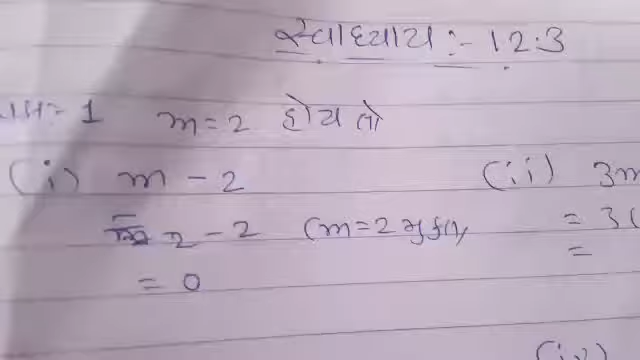 સ્વાધ્યાય :- 12.3
1 m = 2 હોય તો
(i) m - 2
2 - 2 (m = 2 મૂકતા)
= 0
(ii) 3m
= 3(
=
(iv)